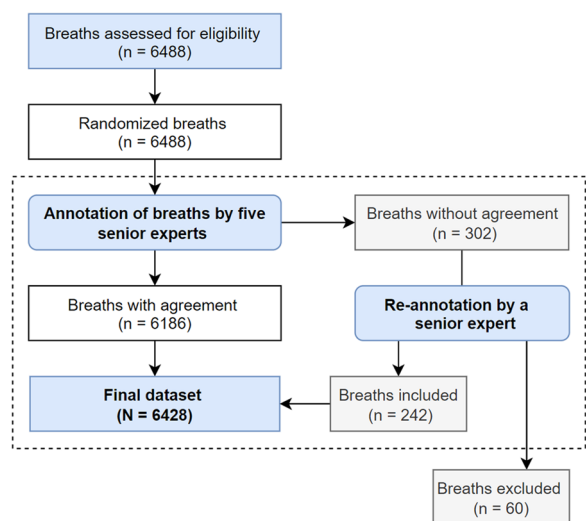 Breaths assessed for eligibility
(n = 6488)
Randomized breaths
(n = 6488)
Annotation of breaths by five
senior experts
Breaths without agreement
(n = 302)
Breaths with agreement
(n = 6186)
Re-annotation by a
senior expert
Final dataset
(N = 6428)
Breaths included
(n = 242)
Breaths excluded
(n = 60)